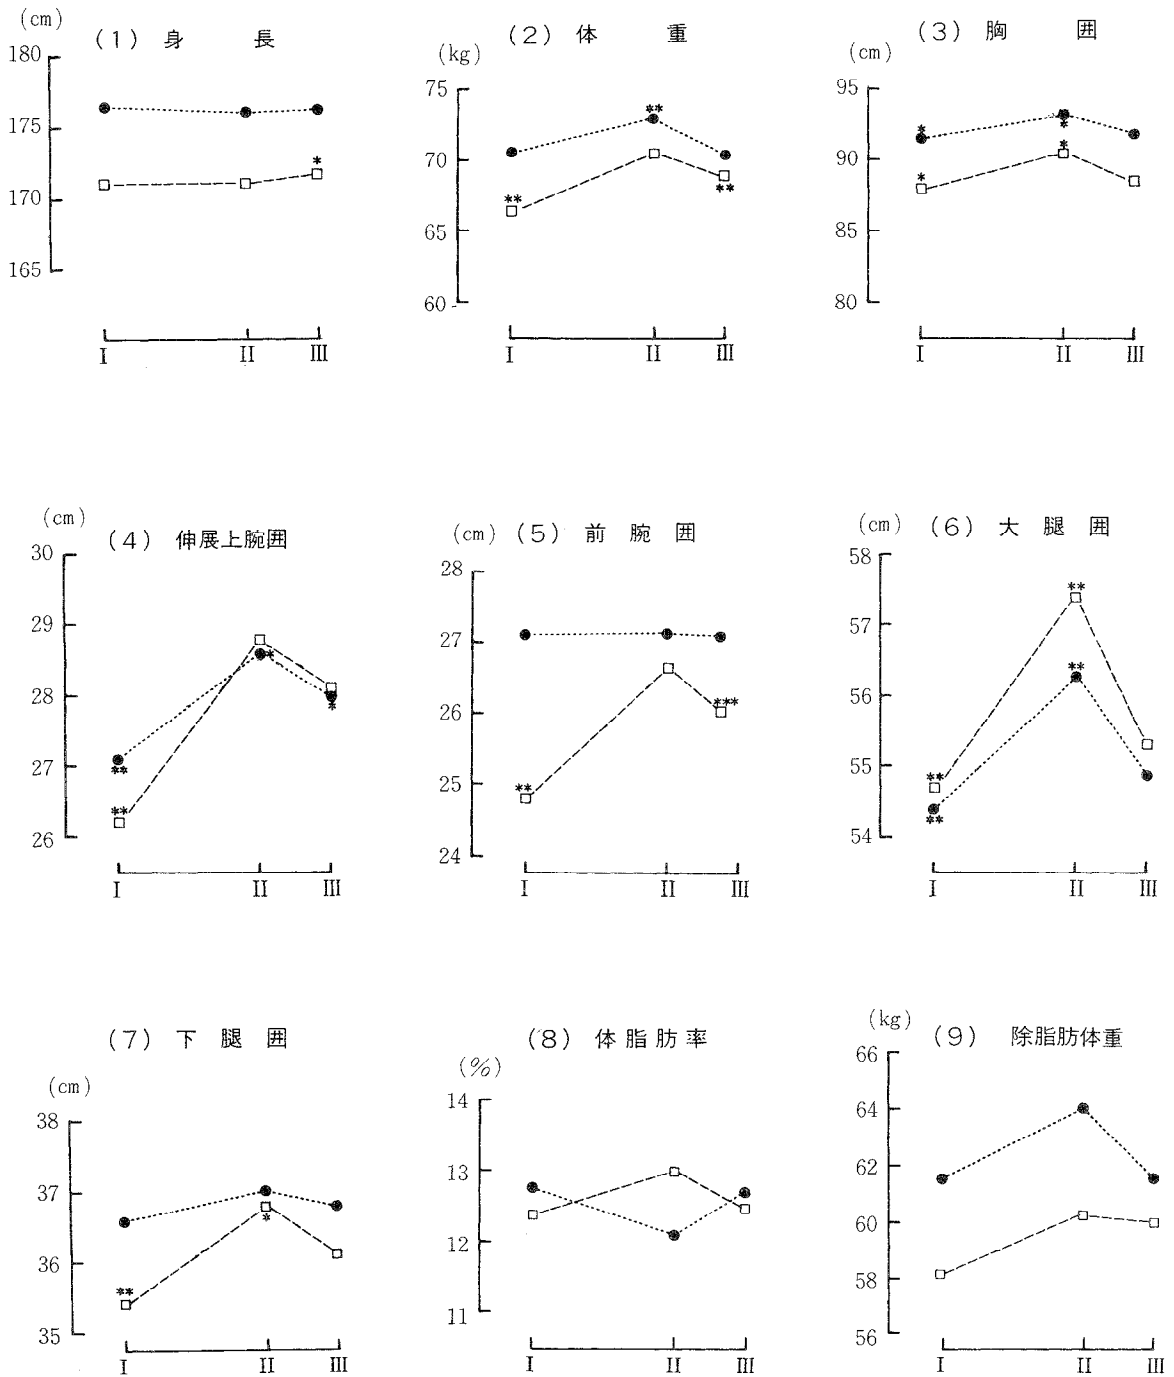 (cm)
(1) 身 長
180
175
170
165
*
I II III
(2) 体 重
(kg)
75
70
65
60
**
**
**
I II III
(3) 胸 囲
(cm)
95
90
85
80
*
*
*
*
I II III
(cm)
(4) 伸展上腕囲
30
29
28
27
26
**
**
*
I II III
(cm) (5) 前 腕 囲
28
27
26
25
24
**
***
I II III
(cm) (6) 大 腿 囲
58
57
56
55
54
**
**
**
**
I II III
(7) 下 腿 囲
(cm)
38
37
36
35
**
*
I II III
(8) 体脂肪率
(%)
14
13
12
11
I II III
(kg)
(9) 除脂肪体重
66
64
62
60
58
56
I II III